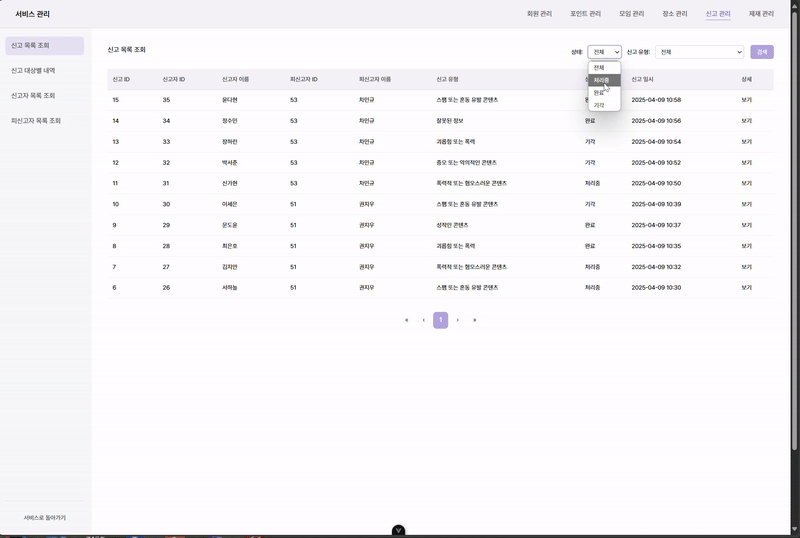 서비스 관리
회원 관리 포인트 관리 모임 관리 장소 관리 신고 관리 제재 관리
신고 목록 조회
신고 대상별 내역
신고자 목록 조회
피신고자 목록 조회
서비스로 돌아가기
신고 목록 조회
상태: 전체 신고 유형: 전체 검색
전체
처리중
완료
기각
신고 ID 신고자 ID 신고자 이름 피신고자 ID 피신고자 이름 신고 유형 신고 일시 상세
15 35 윤다현 53 차민규 스팸 또는 혼동 유발 콘텐츠 2025-04-09 10:58 보기
14 34 정수민 53 차민규 잘못된 정보 완료 2025-04-09 10:56 보기
13 33 장하린 53 차민규 괴롭힘 또는 폭력 기각 2025-04-09 10:54 보기
12 32 박서준 53 차민규 증오 또는 악의적인 콘텐츠 기각 2025-04-09 10:52 보기
11 31 신가현 53 차민규 폭력적 또는 혐오스러운 콘텐츠 처리중 2025-04-09 10:50 보기
10 30 이세은 51 권지우 스팸 또는 혼동 유발 콘텐츠 기각 2025-04-09 10:39 보기
9 29 문도윤 51 권지우 성적인 콘텐츠 완료 2025-04-09 10:37 보기
8 28 최은호 51 권지우 괴롭힘 또는 폭력 완료 2025-04-09 10:35 보기
7 27 김지안 51 권지우 폭력적 또는 혐오스러운 콘텐츠 처리중 2025-04-09 10:32 보기
6 26 서하늘 51 권지우 스팸 또는 혼동 유발 콘텐츠 처리중 2025-04-09 10:30 보기
« ‹ 1 › »